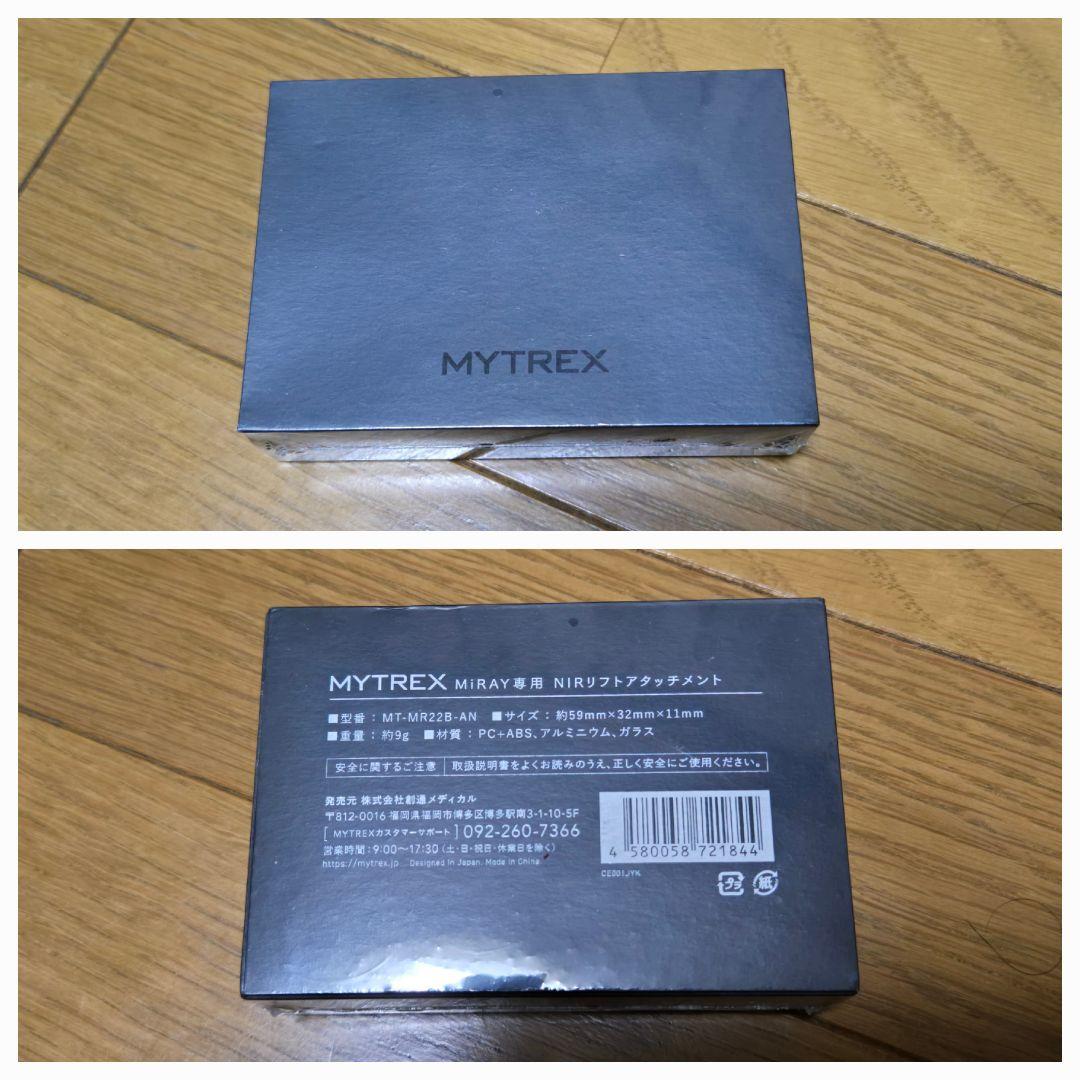 MYTREX
MYTREX MiRAY専用 NIRリフトアタッチメント
■型番：MT-MR22B-AN ■サイズ：約59mm×32mm×11mm
■重量：約9g ■材質：PC+ABS、アルミニウム、ガラス
安全に関するご注意 取扱説明書をよくお読みのうえ、正しく安全にご使用ください。
発売元 株式会社創通メディカル
〒812-0016 福岡県福岡市博多区博多駅南3-1-10-5F
[MYTREXカスタマーサポート] 092-260-7366
営業時間：9:00〜17:30（土・日・祝日・休業日を除く）
https://mytrex.jp Designed in Japan. Made in China
4 580058 721844
CE001JYK
プラ 紙